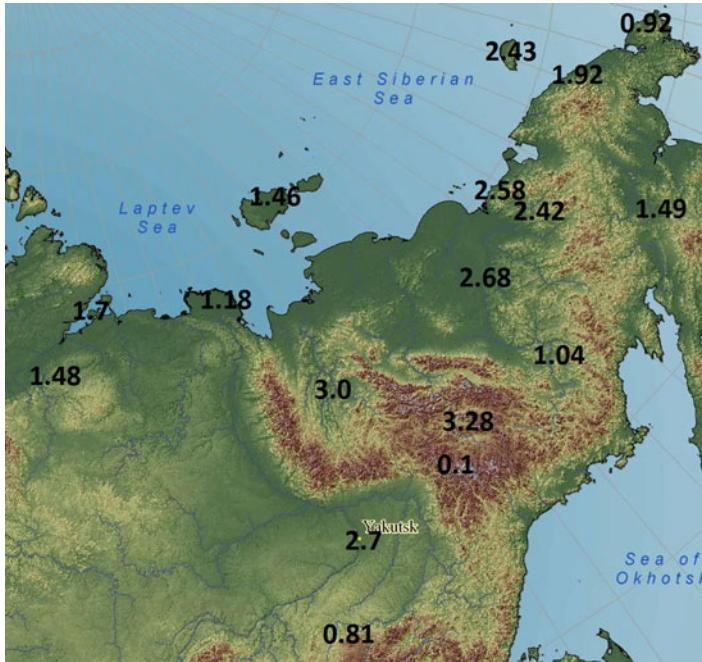 0.92
2.43
1.92
East Siberian
Sea
1.46
2.58
2.42
1.49
Laptev
Sea
2.68
1.18
1.7
1.04
1.48
3.0
3.28
0.1
Yakutsk
2.7
Sea of
Okhotsk
0.81